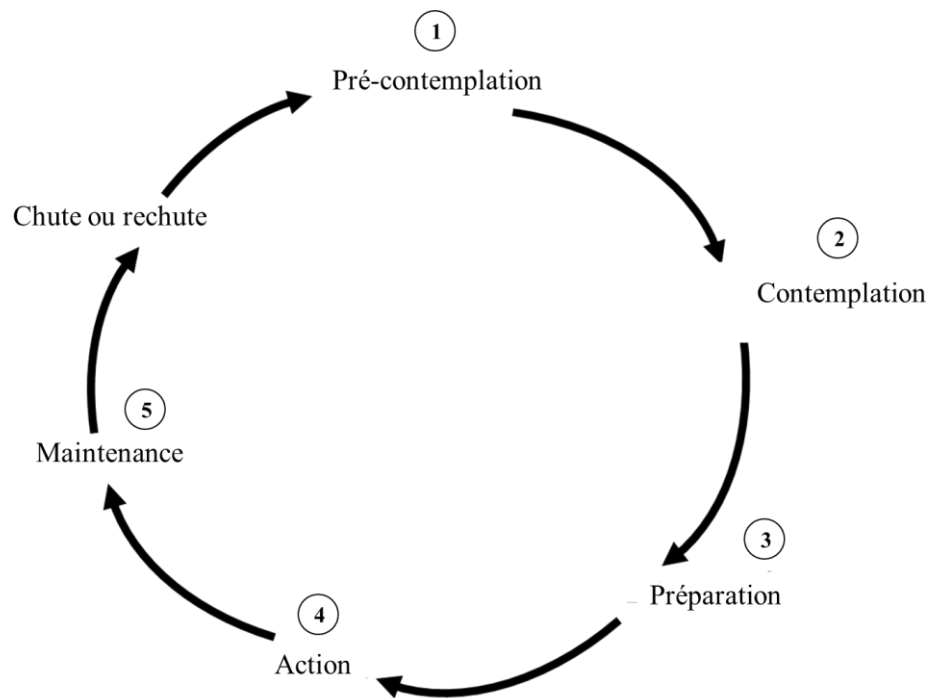 1
Pré-contemplation
2
Contemplation
3
Préparation
4
Action
5
Maintenance
Chute ou rechute